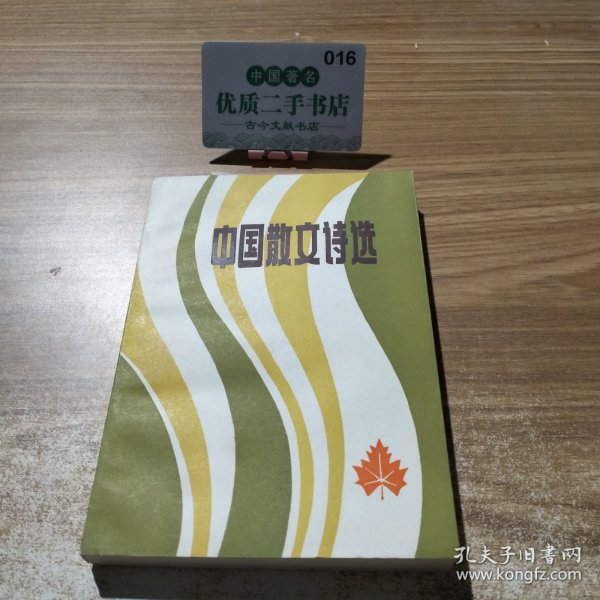 016
中国著名
优质二手书店
古今文献书店
中国散文诗选
孔夫子旧书网
www.kongfz.com